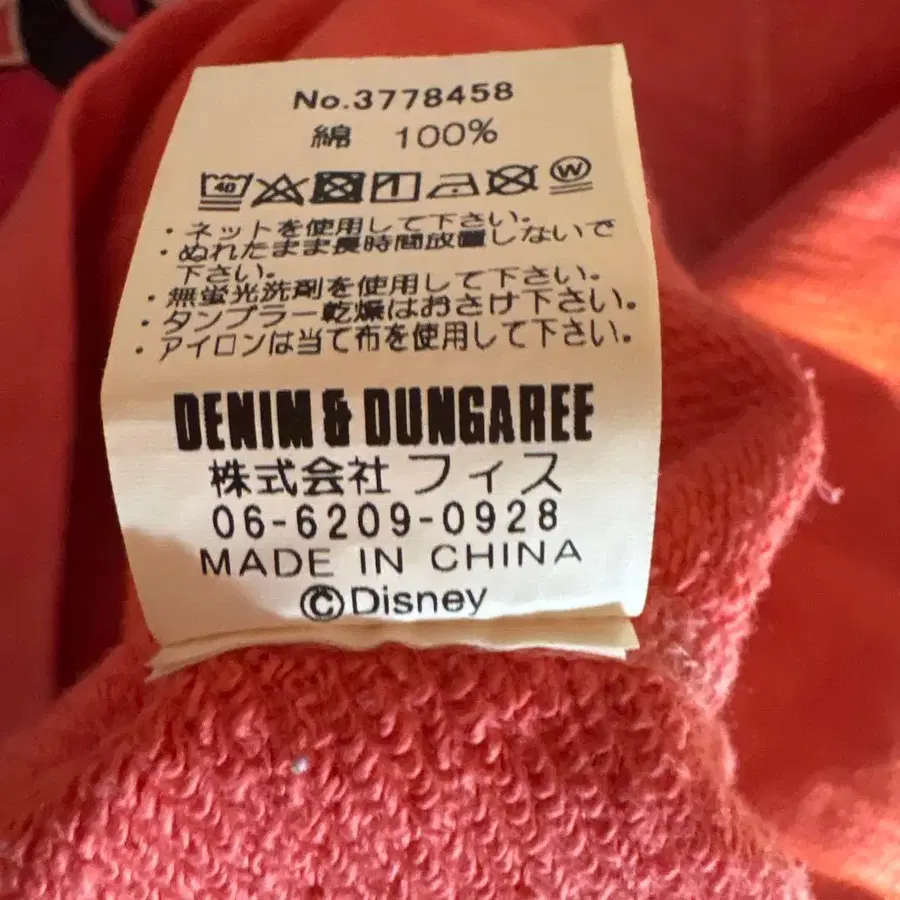 No.3778458
綿 100%
40 W
・ネットを使用して下さい。
・ぬれたまま長時間放置しないで
下さい。
・無蛍光洗剤を使用して下さい。
・タンブラー乾燥はおさけ下さい。
・アイロンは当て布を使用して下さい。
DENIM & DUNGAREE
株式会社 フィス
06-6209-0928
MADE IN CHINA
©Disney